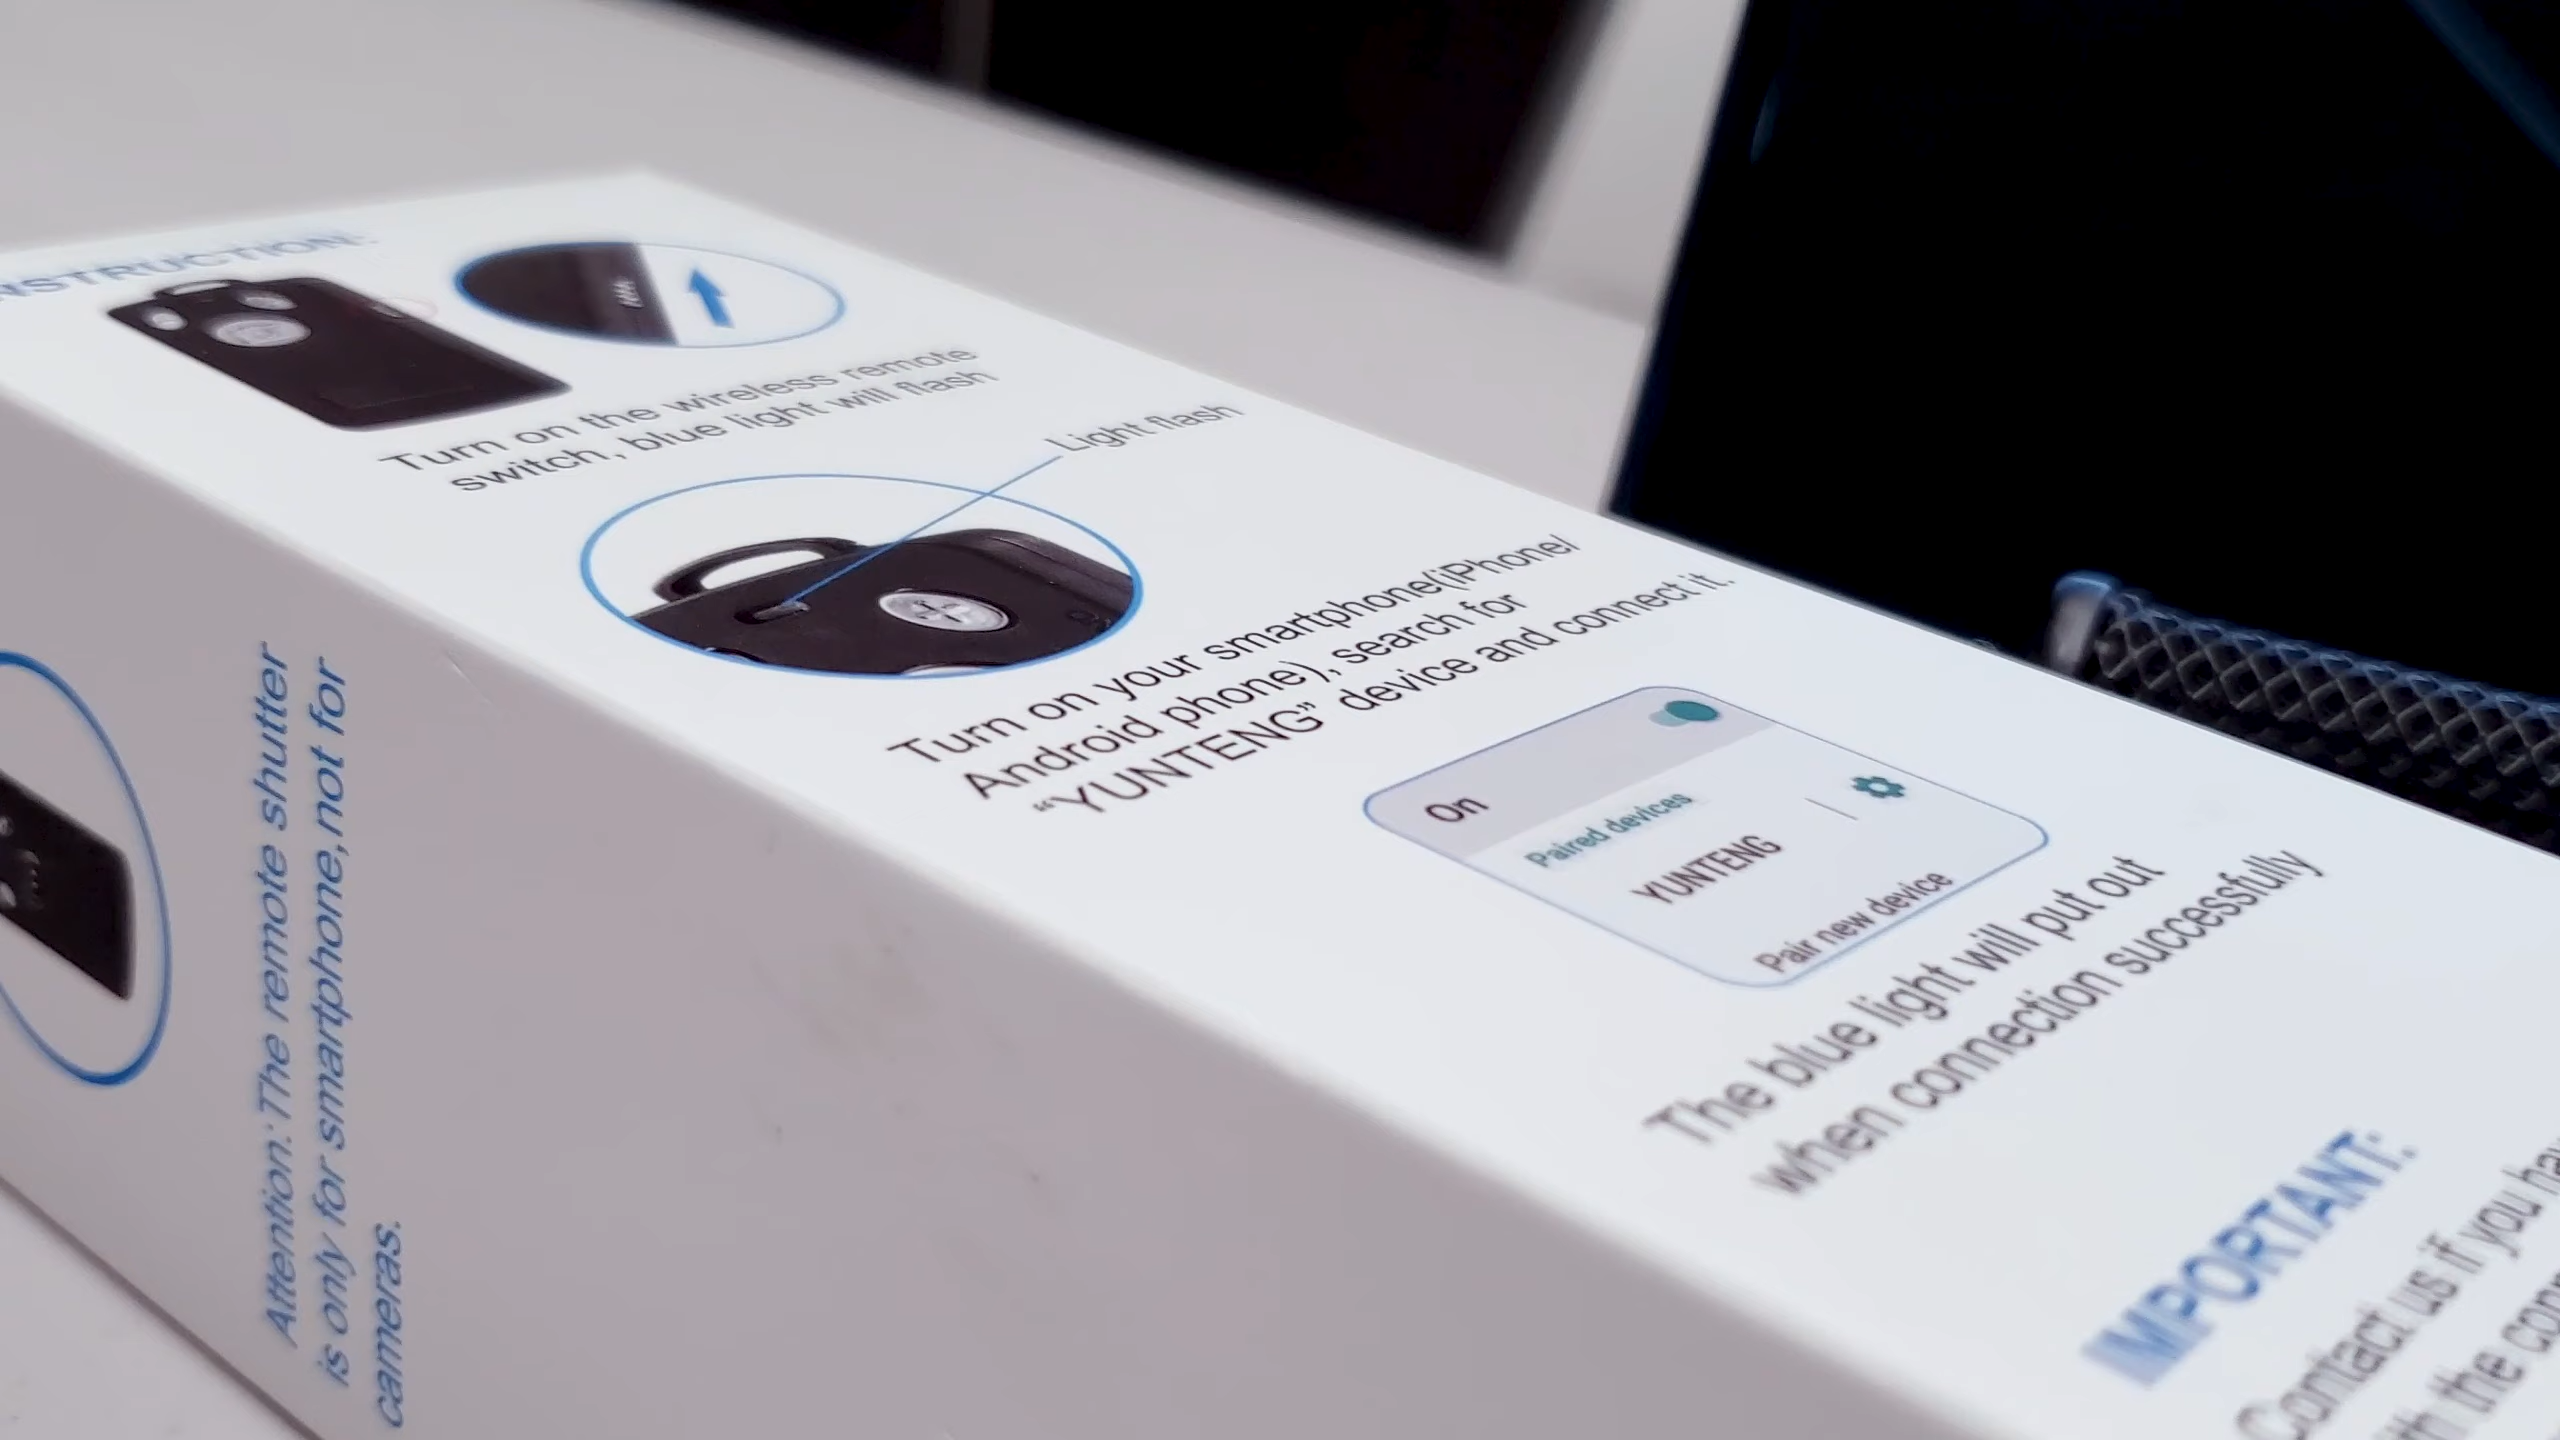 INSTRUCTION:
Turn on the wireless remote
switch, blue light will flash
Light flash
Turn on your smartphone(iPhone/
Android phone), search for
“YUNTENG” device and connect it.
On
Paired devices
YUNTENG
Pair new device
The blue light will put out
when connection successfully
IMPORTANT:
Contact us if you
the
Attention:The remote shutter
is only for smartphone,not for
cameras.